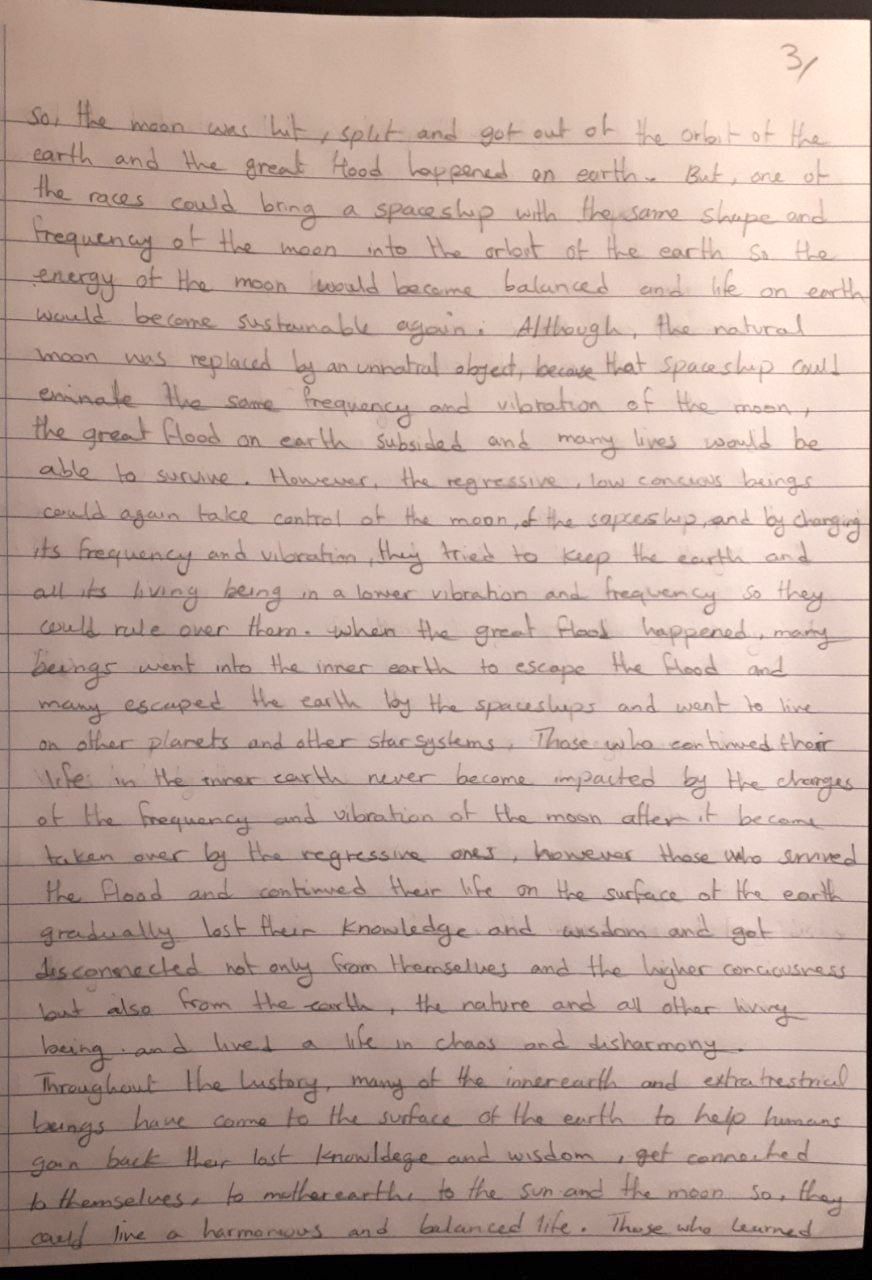 3/
So, the moon was hit, split and got out of the orbit of the
earth and the great flood happened on earth. But, one of
the races could bring a spaceship with the same shape and
frequency of the moon into the orbit of the earth so the
energy of the moon would become balanced and life on earth
would become sustainable again. Although, the natural
moon was replaced by an unnatral object, because that spaceship could
eminate the same frequency and vibration of the moon,
the great flood on earth subsided and many lives would be
able to survive. However, the regressive, low concious beings
could again take control of the moon, of the sapceship, and by changing
its frequency and vibration, they tried to keep the earth and
all its living being in a lower vibration and frequency so they
could rule over them. When the great flood happened, many
beings went into the inner earth to escape the flood and
many escaped the earth by the spaceships and went to live
on other planets and other star systems. Those who continued their
life in the inner earth never become impacted by the changes
of the frequency and vibration of the moon after it become
taken over by the regressive ones, however those who survived
the flood and continued their life on the surface of the earth
gradually lost their knowledge and wisdom and got
disconnected not only from themselves and the higher conciousness
but also from the earth, the nature and all other living
being and lived a life in chaos and disharmony.
Throughout the history, many of the inner earth and extratrestrical
beings have come to the surface of the earth to help humans
gain back their lost knowldege and wisdom, get connected
to themselves, to mother earth, to the sun and the moon so, they
could live a harmonious and balanced life. Those who learned